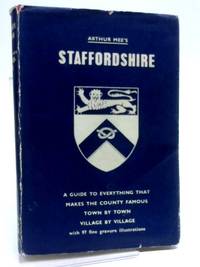 ARTHUR MEE'S
STAFFORDSHIRE
A GUIDE TO EVERYTHING THAT
MAKES THE COUNTY FAMOUS
TOWN BY TOWN
VILLAGE BY VILLAGE
with 97 fine gravure illustrations